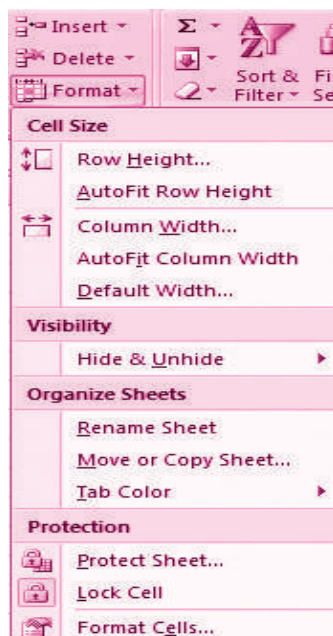 Insert
Delete
Format
Σ
AZ
Sort &
Filter
Fi
Se
Cell Size
Row Height...
AutoFit Row Height
Column Width...
AutoFit Column Width
Default Width...
Visibility
Hide & Unhide
Organize Sheets
Rename Sheet
Move or Copy Sheet...
Tab Color
Protection
Protect Sheet...
Lock Cell
Format Cells...